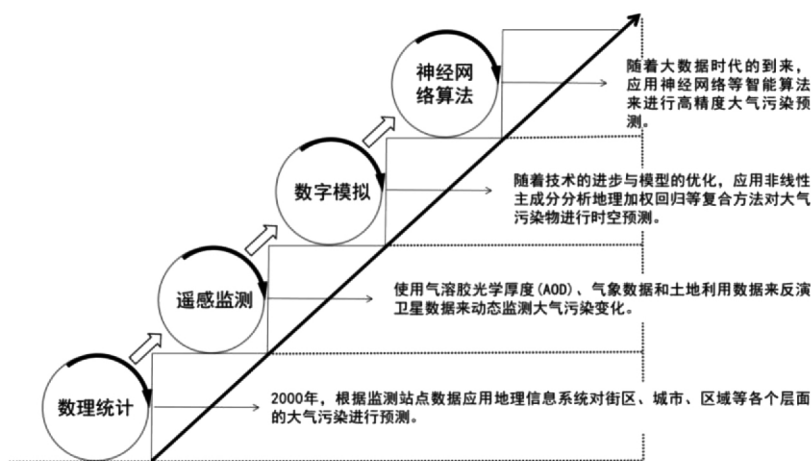 神经网
络算法
随着大数据时代的到来，
应用神经网络等智能算法
来进行高精度大气污染预
测。
数字模拟
随着技术的进步与模型的优化，应用非线性
主成分分析地理加权回归等复合方法对大气
污染物进行时空预测。
遥感监测
使用气溶胶光学厚度(AOD)、气象数据和土地利用数据来反演
卫星数据来动态监测大气污染变化。
数理统计
2000年，根据监测站点数据应用地理信息系统对街区、城市、区域等各个层面
的大气污染进行预测。